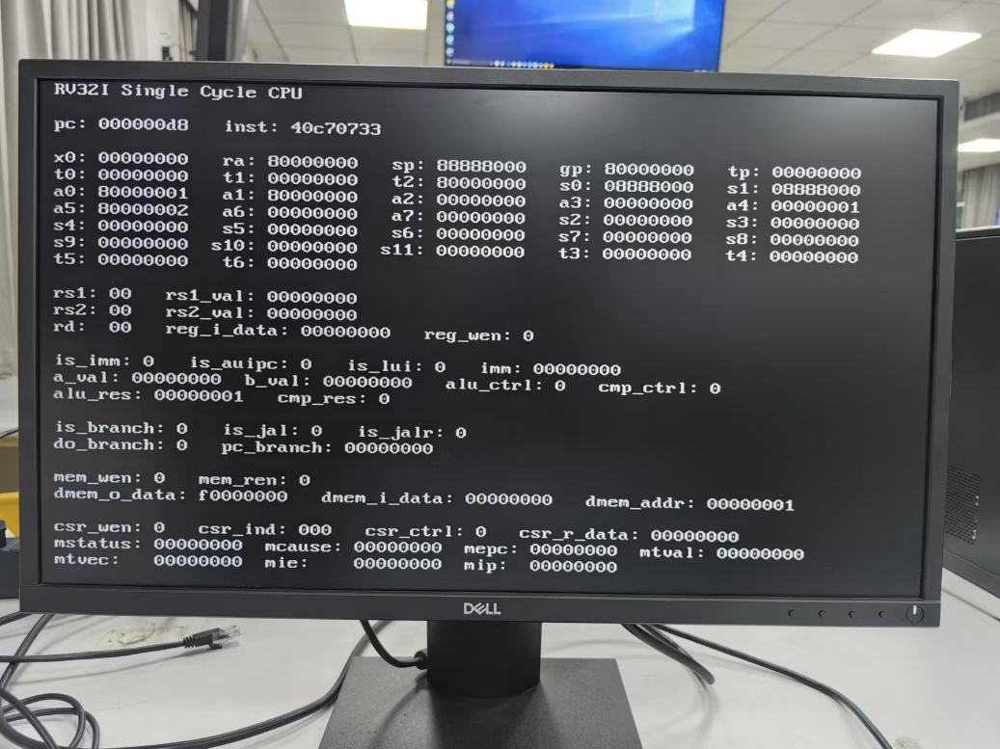 RV32I Single Cycle CPU
pc: 000000d8 inst: 40c70733
x0: 00000000 ra: 80000000 sp: 88888000 gp: 80000000 tp: 00000000
t0: 00000000 t1: 00000000 t2: 80000000 s0: 08888000 s1: 08888000
a0: 80000001 a1: 80000000 a2: 00000000 a3: 00000000 a4: 00000001
a5: 80000002 a6: 00000000 a7: 00000000 s2: 00000000 s3: 00000000
s4: 00000000 s5: 00000000 s6: 00000000 s7: 00000000 s8: 00000000
s9: 00000000 s10: 00000000 s11: 00000000 t3: 00000000 t4: 00000000
t5: 00000000 t6: 00000000
rs1: 00 rs1_val: 00000000
rs2: 00 rs2_val: 00000000
rd: 00 reg_i_data: 00000000 reg_wen: 0
is_imm: 0 is_auipc: 0 is_lui: 0 imm: 00000000
a_val: 00000000 b_val: 00000000 alu_ctrl: 0 cmp_ctrl: 0
alu_res: 00000001 cmp_res: 0
is_branch: 0 is_jal: 0 is_jalr: 0
do_branch: 0 pc_branch: 00000000
mem_wen: 0 mem_ren: 0
dmem_o_data: f0000000 dmem_i_data: 00000000 dmem_addr: 00000001
csr_wen: 0 csr_ind: 000 csr_ctrl: 0 csr_r_data: 00000000
mstatus: 00000000 mcause: 00000000 mepc: 00000000 mtval: 00000000
mtvec: 00000000 mie: 00000000 mip: 00000000
DELL